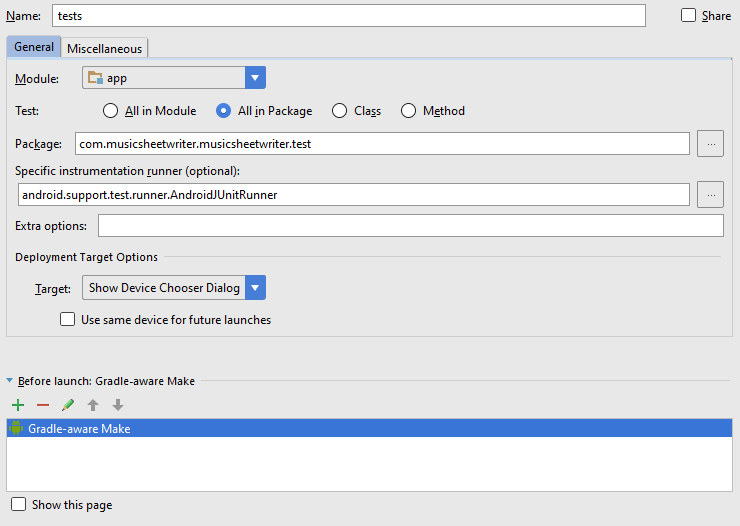 Name: tests Share
General Miscellaneous
Module: app
Test: All in Module All in Package Class Method
Package: com.musicsheetwriter.musicsheetwriter.test ...
Specific instrumentation runner (optional):
android.support.test.runner.AndroidJUnitRunner ...
Extra options:
Deployment Target Options
Target: Show Device Chooser Dialog
Use same device for future launches
Before launch: Gradle-aware Make
Gradle-aware Make
Show this page